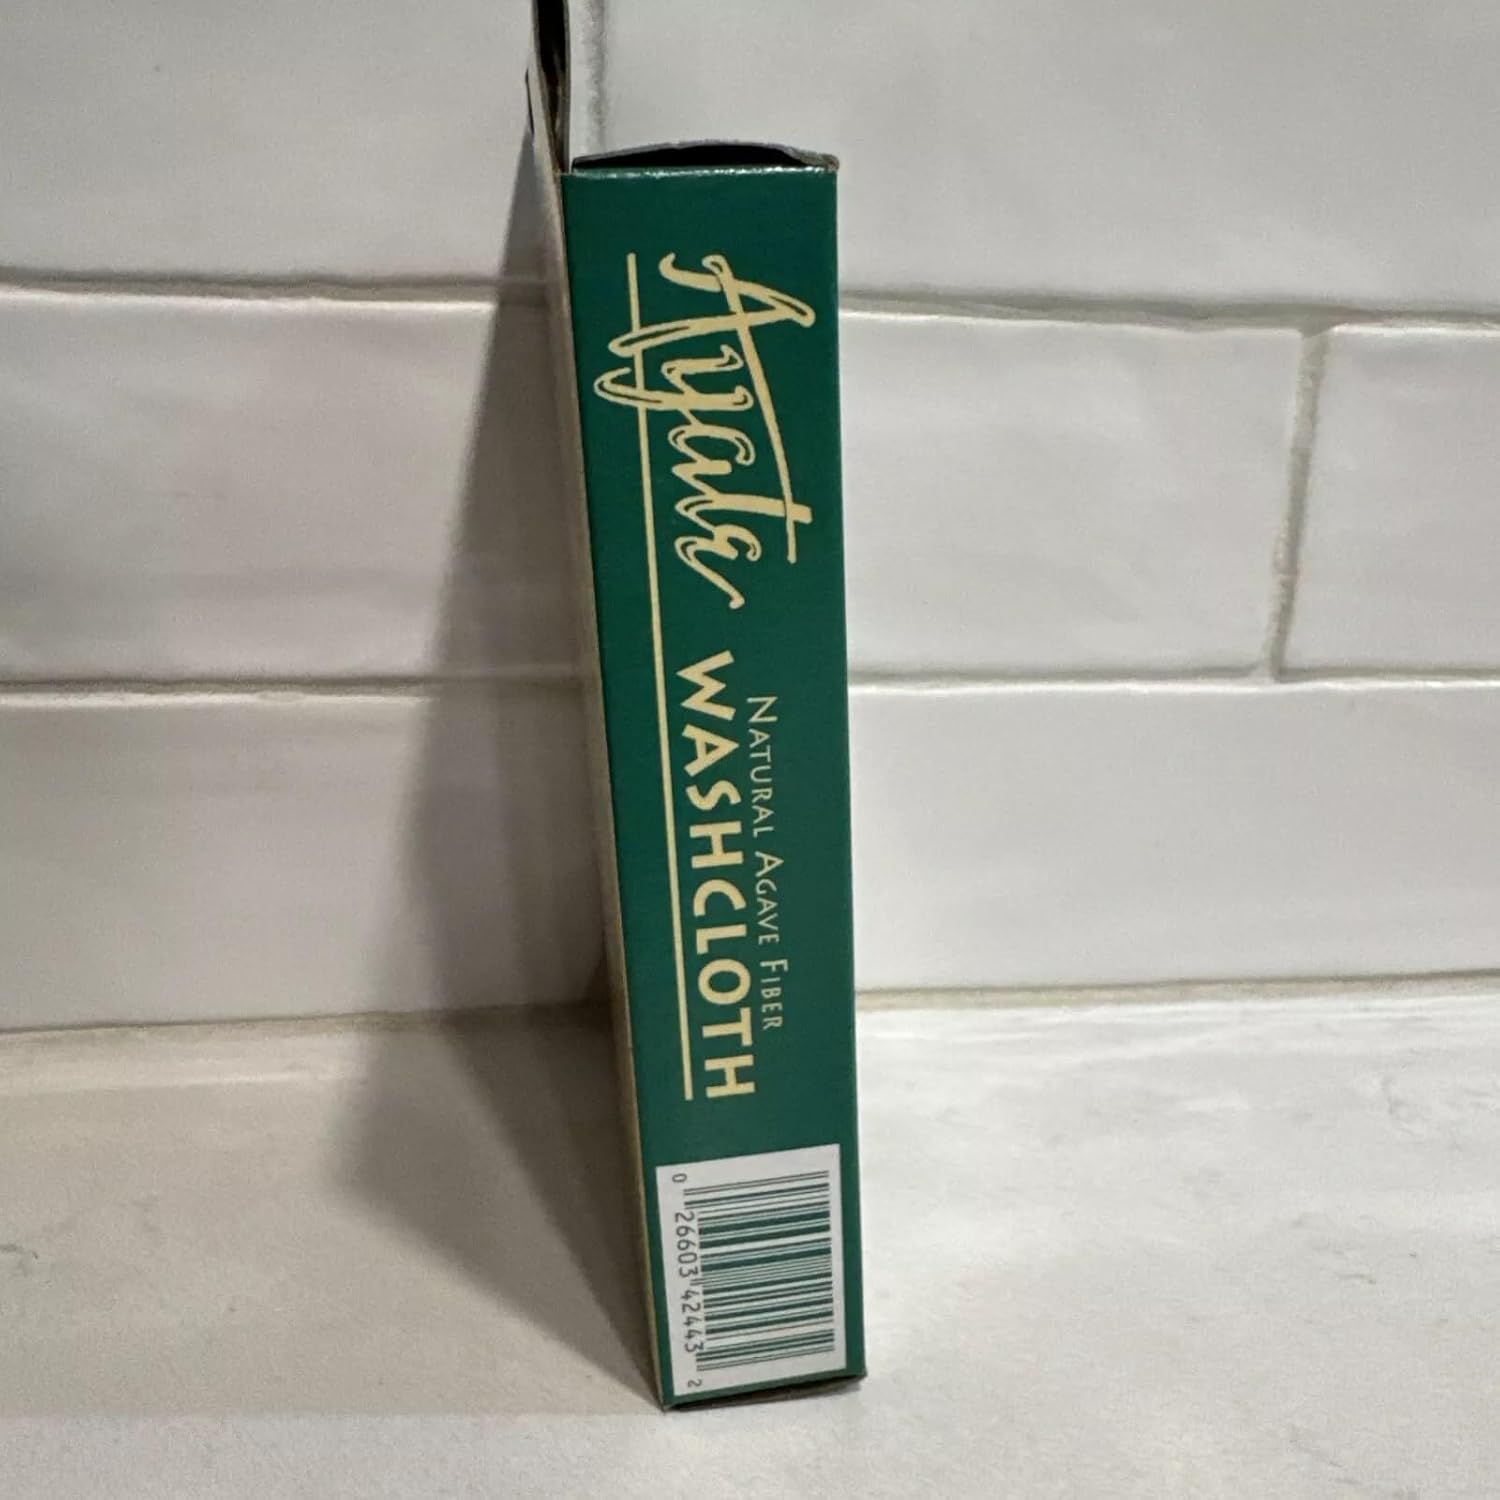 Ayate
NATURAL AGAVE FIBER
WASHCLOTH
0 26603 42443 2